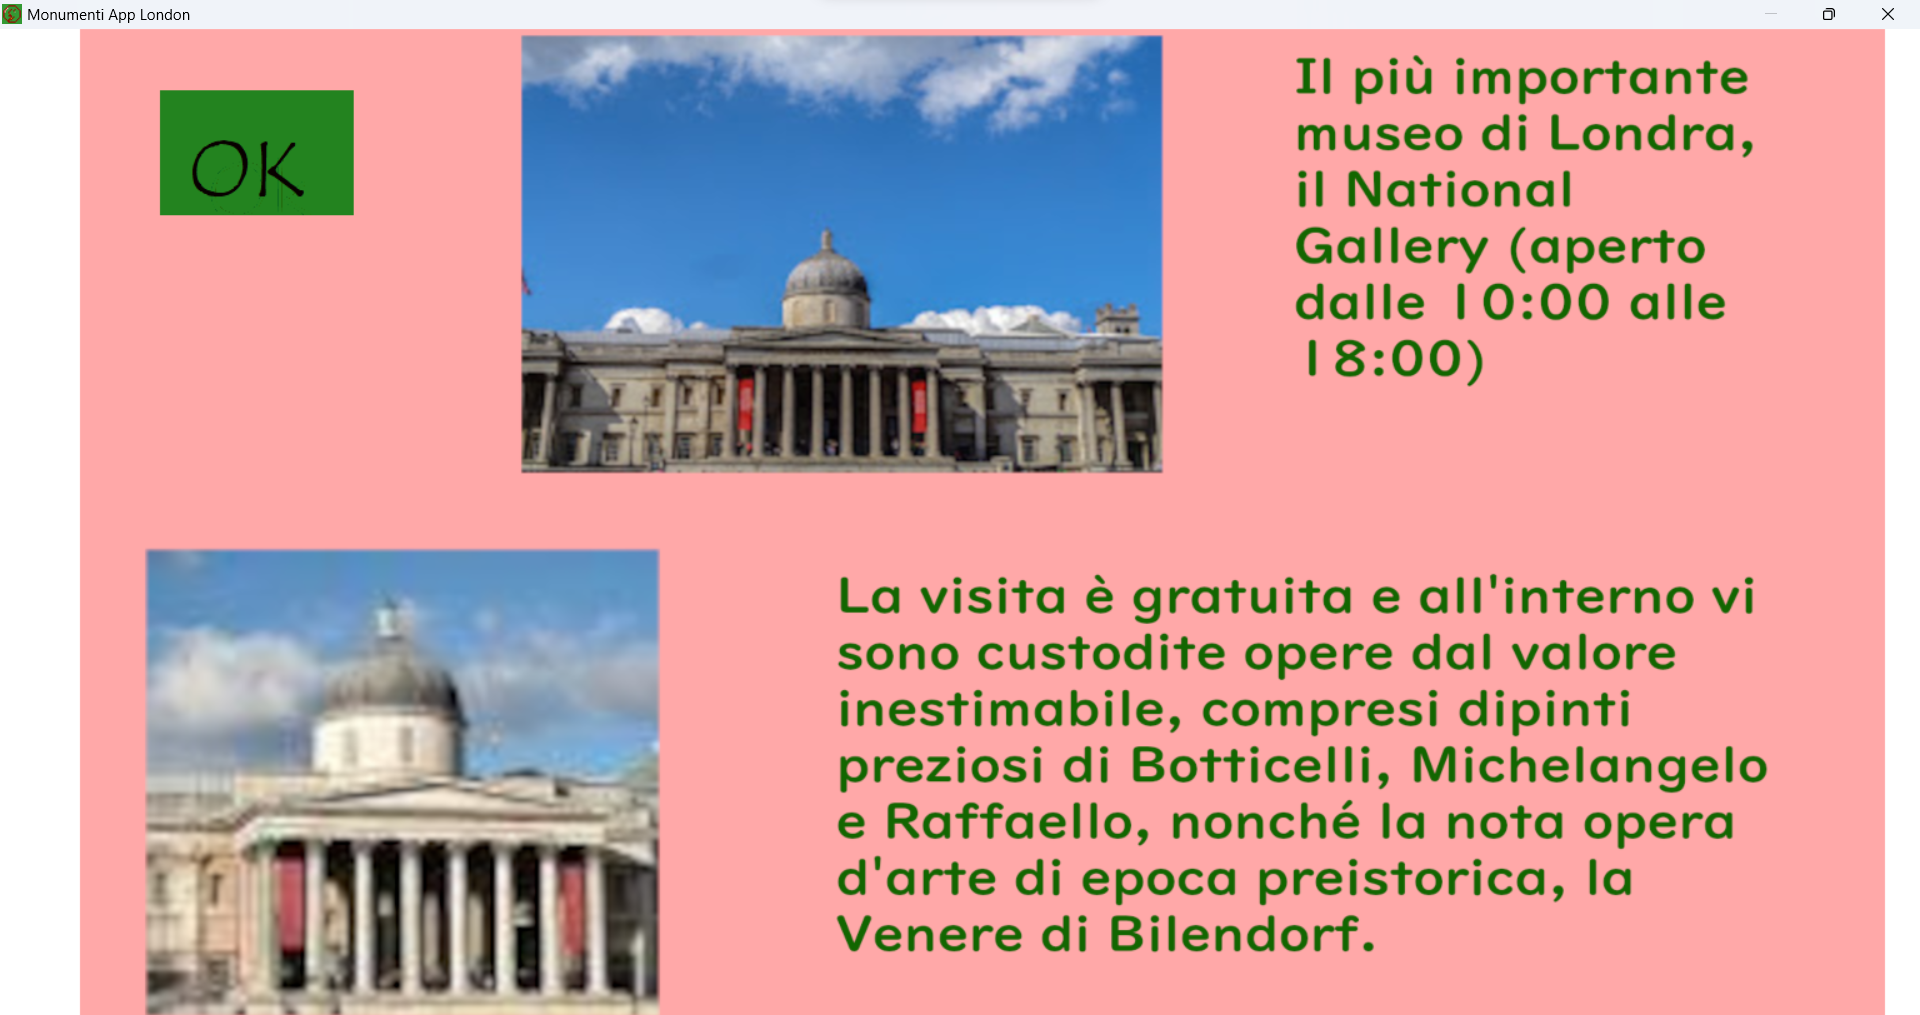 Monumenti App London
OK
Il più importante
museo di Londra,
il National
Gallery (aperto
dalle 10:00 alle
18:00)
La visita è gratuita e all'interno vi
sono custodite opere dal valore
inestimabile, compresi dipinti
preziosi di Botticelli, Michelangelo
e Raffaello, nonché la nota opera
d'arte di epoca preistorica, la
Venere di Bilendorf.